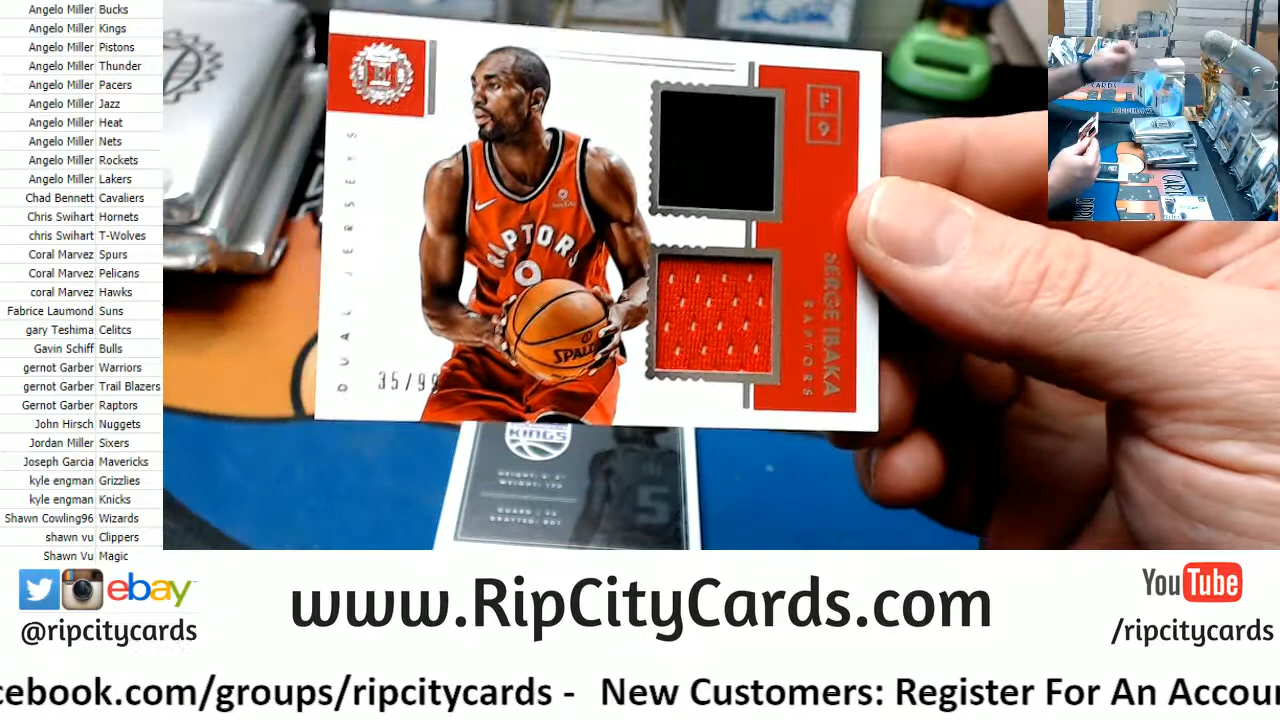 Angelo Miller Bucks
Angelo Miller Kings
Angelo Miller Pistons
Angelo Miller Thunder
Angelo Miller Pacers
Angelo Miller Jazz
Angelo Miller Heat
Angelo Miller Nets
Angelo Miller Rockets
Angelo Miller Lakers
Chad Bennett Cavaliers
Chris Swihart Hornets
chris Swihart T-Wolves
Coral Marvez Spurs
Coral Marvez Pelicans
coral Marvez Hawks
Fabrice Laumond Suns
gary Teshima Celitcs
Gavin Schiff Bulls
gernot Garber Warriors
gernot Garber Trail Blazers
Gernot Garber Raptors
John Hirsch Nuggets
Jordan Miller Sixers
Joseph Garcia Mavericks
kyle engman Grizzlies
kyle engman Knicks
Shawn Cowling96 Wizards
shawn vu Clippers
Shawn Vu Magic
DUAL JERSEYS
35/99
RAPTORS
9
SPALDING
F
9
SERGE IBAKA
RAPTORS
KINGS
5
ebay
@ripcitycards
www.RipCityCards.com
YouTube
/ripcitycards
cebook.com/groups/ripcitycards - New Customers: Register For An Accou